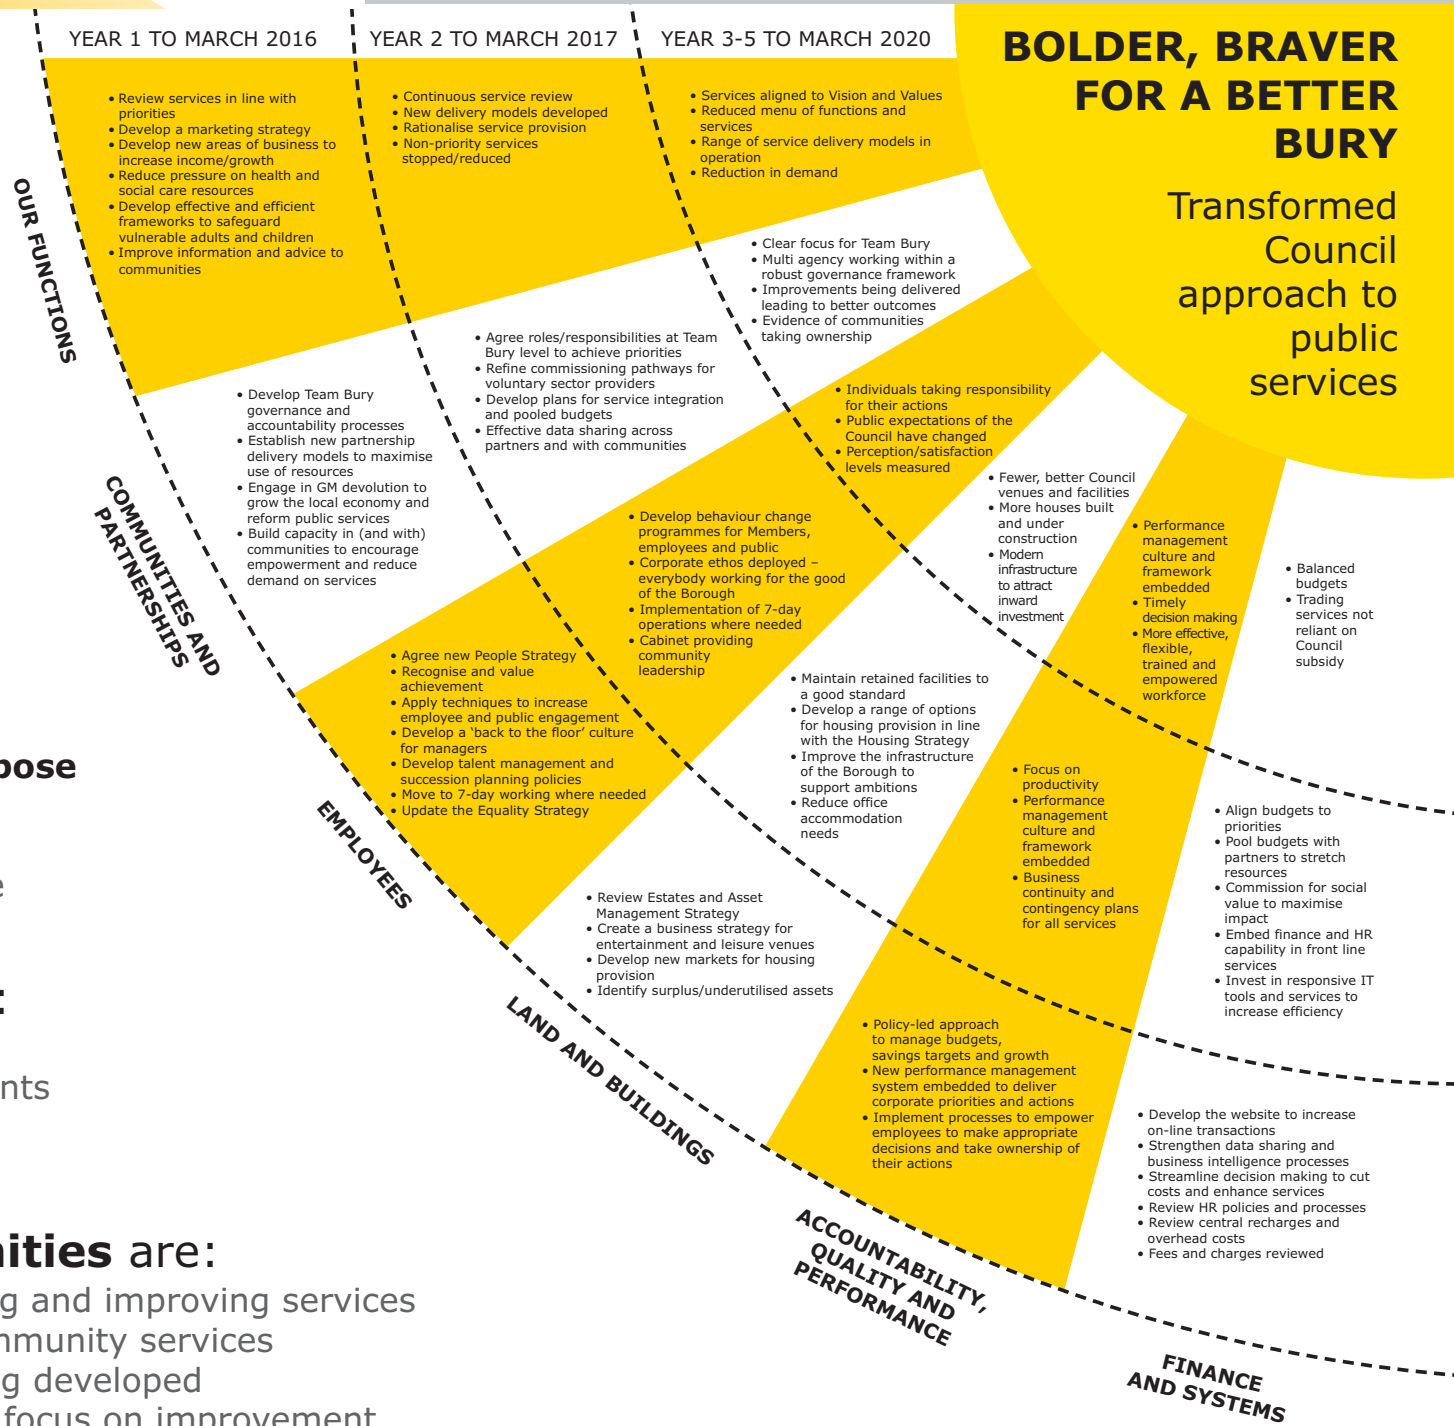 YEAR 1 TO MARCH 2016
YEAR 2 TO MARCH 2017
YEAR 3-5 TO MARCH 2020
BOLDER, BRAVER
FOR A BETTER
BURY
Transformed
Council
approach to
public
services
OUR FUNCTIONS
• Review services in line with
priorities
• Develop a marketing strategy
• Develop new areas of business to
increase income/growth
• Reduce pressure on health and
social care resources
• Develop effective and efficient
frameworks to safeguard
vulnerable adults and children
• Improve information and advice to
communities
• Continuous service review
• New delivery models developed
• Rationalise service provision
• Non-priority services
stopped/reduced
• Services aligned to Vision and Values
• Reduced menu of functions and
services
• Range of service delivery models in
operation
• Reduction in demand
COMMUNITIES AND
PARTNERSHIPS
• Develop Team Bury
governance and
accountability processes
• Establish new partnership
delivery models to maximise
use of resources
• Engage in GM devolution to
grow the local economy and
reform public services
• Build capacity in (and with)
communities to encourage
empowerment and reduce
demand on services
• Agree roles/responsibilities at Team
Bury level to achieve priorities
• Refine commissioning pathways for
voluntary sector providers
• Develop plans for service integration
and pooled budgets
• Effective data sharing across
partners and with communities
• Clear focus for Team Bury
• Multi agency working within a
robust governance framework
• Improvements being delivered
leading to better outcomes
• Evidence of communities
taking ownership
EMPLOYEES
• Agree new People Strategy
• Recognise and value
achievement
• Apply techniques to increase
employee and public engagement
• Develop a ‘back to the floor’ culture
for managers
• Develop talent management and
succession planning policies
• Move to 7-day working where needed
• Update the Equality Strategy
• Develop behaviour change
programmes for Members,
employees and public
• Corporate ethos deployed –
everybody working for the good
of the Borough
• Implementation of 7-day
operations where needed
• Cabinet providing
community
leadership
• Individuals taking responsibility
for their actions
• Public expectations of the
Council have changed
• Perception/satisfaction
levels measured
LAND AND BUILDINGS
• Review Estates and Asset
Management Strategy
• Create a business strategy for
entertainment and leisure venues
• Develop new markets for housing
provision
• Identify surplus/underutilised assets
• Maintain retained facilities to
a good standard
• Develop a range of options
for housing provision in line
with the Housing Strategy
• Improve the infrastructure
of the Borough to
support ambitions
• Reduce office
accommodation
needs
• Fewer, better Council
venues and facilities
• More houses built
and under
construction
• Modern
infrastructure
to attract
inward
investment
ACCOUNTABILITY,
QUALITY AND
PERFORMANCE
• Policy-led approach
to manage budgets,
savings targets and growth
• New performance management
system embedded to deliver
corporate priorities and actions
• Implement processes to empower
employees to make appropriate
decisions and take ownership of
their actions
• Focus on
productivity
• Performance
management
culture and
framework
embedded
• Business
continuity and
contingency plans
for all services
• Performance
management
culture and
framework
embedded
• Timely
decision making
• More effective,
flexible,
trained and
empowered
workforce
FINANCE
AND SYSTEMS
• Develop the website to increase
on-line transactions
• Strengthen data sharing and
business intelligence processes
• Streamline decision making to cut
costs and enhance services
• Review HR policies and processes
• Review central recharges and
overhead costs
• Fees and charges reviewed
• Align budgets to
priorities
• Pool budgets with
partners to stretch
resources
• Commission for social
value to maximise
impact
• Embed finance and HR
capability in front line
services
• Invest in responsive IT
tools and services to
increase efficiency
• Balanced
budgets
• Trading
services not
reliant on
Council
subsidy
pose
e
:
nts
nities are:
g and improving services
mmunity services
g developed
focus on improvement